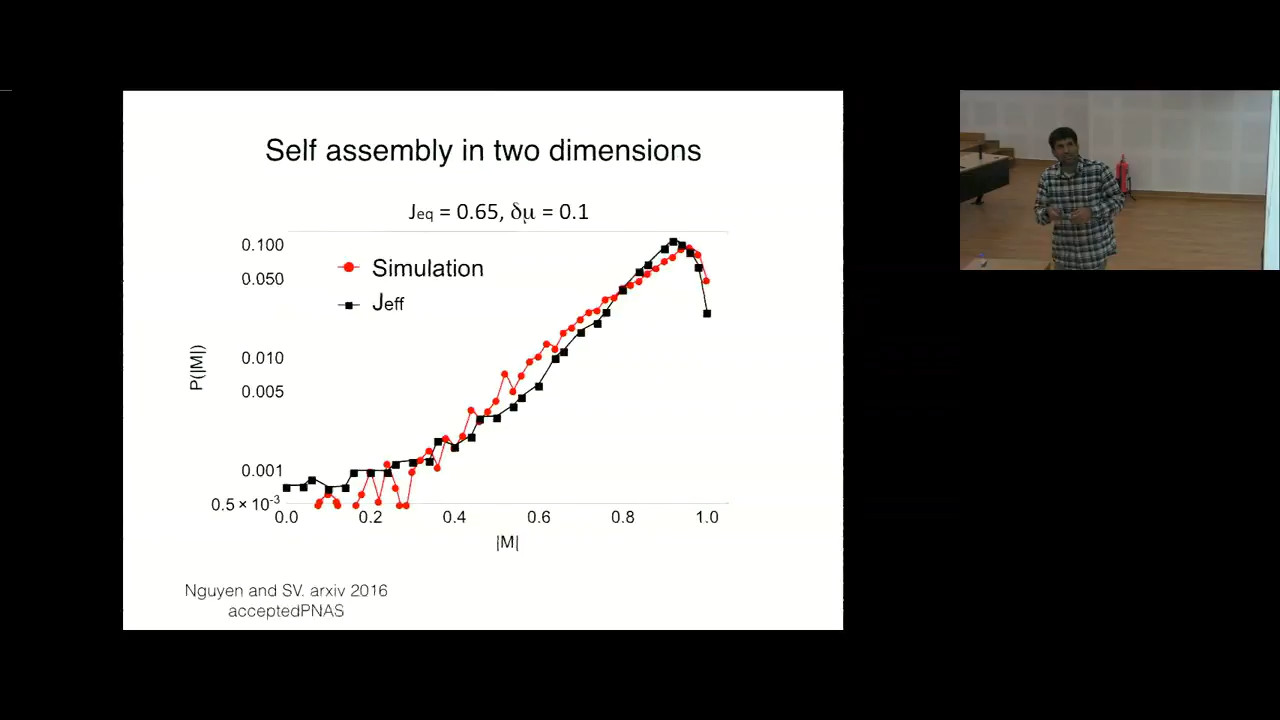 Self assembly in two dimensions
Jeq = 0.65, δμ = 0.1
Simulation
Jeff
0.100
0.050
0.010
0.005
0.001
0.5 × 10-3
P(|M|)
0.0 0.2 0.4 0.6 0.8 1.0
|M|
Nguyen and SV. arxiv 2016
acceptedPNAS